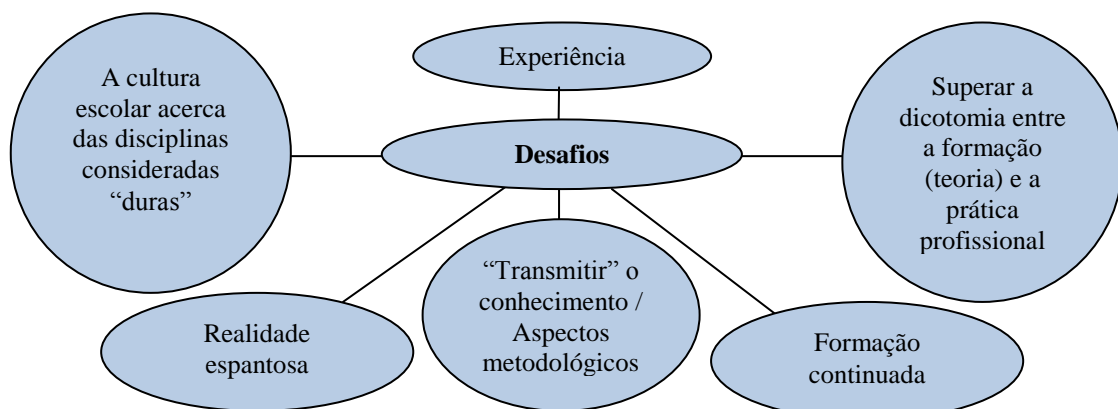 Experiência
A cultura
escolar acerca
das disciplinas
consideradas
“duras”
Desafios
Superar a
dicotomia entre
a formação
(teoria) e a
prática
profissional
Realidade
espantosa
“Transmitir” o
conhecimento /
Aspectos
metodológicos
Formação
continuada